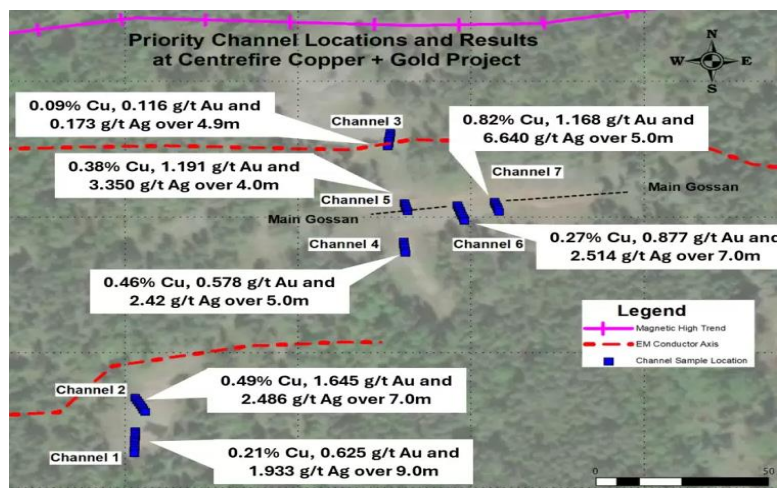 Priority Channel Locations and Results
at Centrefire Copper + Gold Project
N
W E
S
0.09% Cu, 0.116 g/t Au and
0.173 g/t Ag over 4.9m
Channel 3
0.82% Cu, 1.168 g/t Au and
6.640 g/t Ag over 5.0m
0.38% Cu, 1.191 g/t Au and
3.350 g/t Ag over 4.0m
Channel 7
Channel 5
Main Gossan
Main Gossan
Channel 4
Channel 6
0.27% Cu, 0.877 g/t Au and
2.514 g/t Ag over 7.0m
0.46% Cu, 0.578 g/t Au and
2.42 g/t Ag over 5.0m
Legend
Magnetic High Trend
EM Conductor Axis
Channel Sample Location
Channel 2
0.49% Cu, 1.645 g/t Au and
2.486 g/t Ag over 7.0m
Channel 1
0.21% Cu, 0.625 g/t Au and
1.933 g/t Ag over 9.0m
0 50